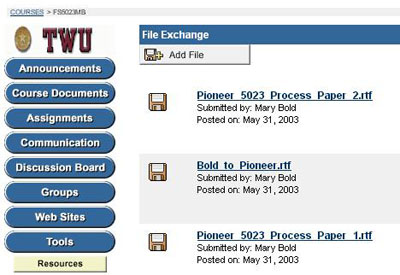 COURSES > FS5023MB
TWU
Announcements
Course Documents
Assignments
Communication
Discussion Board
Groups
Web Sites
Tools
Resources
File Exchange
Add File
Pioneer_5023_Process_Paper_2.rtf
Submitted by: Mary Bold
Posted on: May 31, 2003
Bold_to_Pioneer.rtf
Submitted by: Mary Bold
Posted on: May 31, 2003
Pioneer_5023_Process_Paper_1.rtf
Submitted by: Mary Bold
Posted on: May 31, 2003